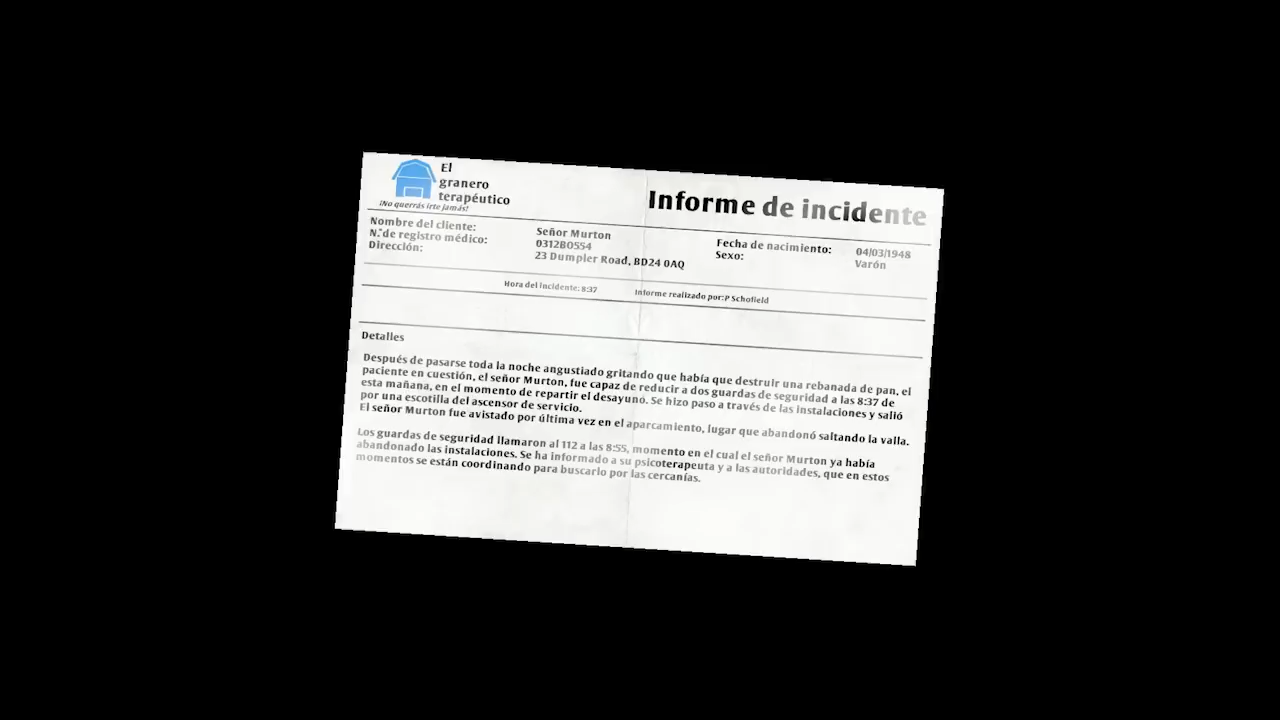 El
granero
terapéutico
¡No querrás irte jamás!
Informe de incidente
Nombre del cliente: Señor Murton
N.º de registro médico: 0312B0554
Dirección: 23 Dumpler Road, BD24 0AQ
Fecha de nacimiento: 04/03/1948
Sexo: Varón
Hora del incidente: 8:37 Informe realizado por: P Schofield
Detalles
Después de pasarse toda la noche angustiado gritando que había que destruir una rebanada de pan, el
paciente en cuestión, el señor Murton, fue capaz de reducir a dos guardas de seguridad a las 8:37 de
esta mañana, en el momento de repartir el desayuno. Se hizo paso a través de las instalaciones y salió
por una escotilla del ascensor de servicio.
El señor Murton fue avistado por última vez en el aparcamiento, lugar que abandonó saltando la valla.
Los guardas de seguridad llamaron al 112 a las 8:55, momento en el cual el señor Murton ya había
abandonado las instalaciones. Se ha informado a su psicoterapeuta y a las autoridades, que en estos
momentos se están coordinando para buscarlo por las cercanías.